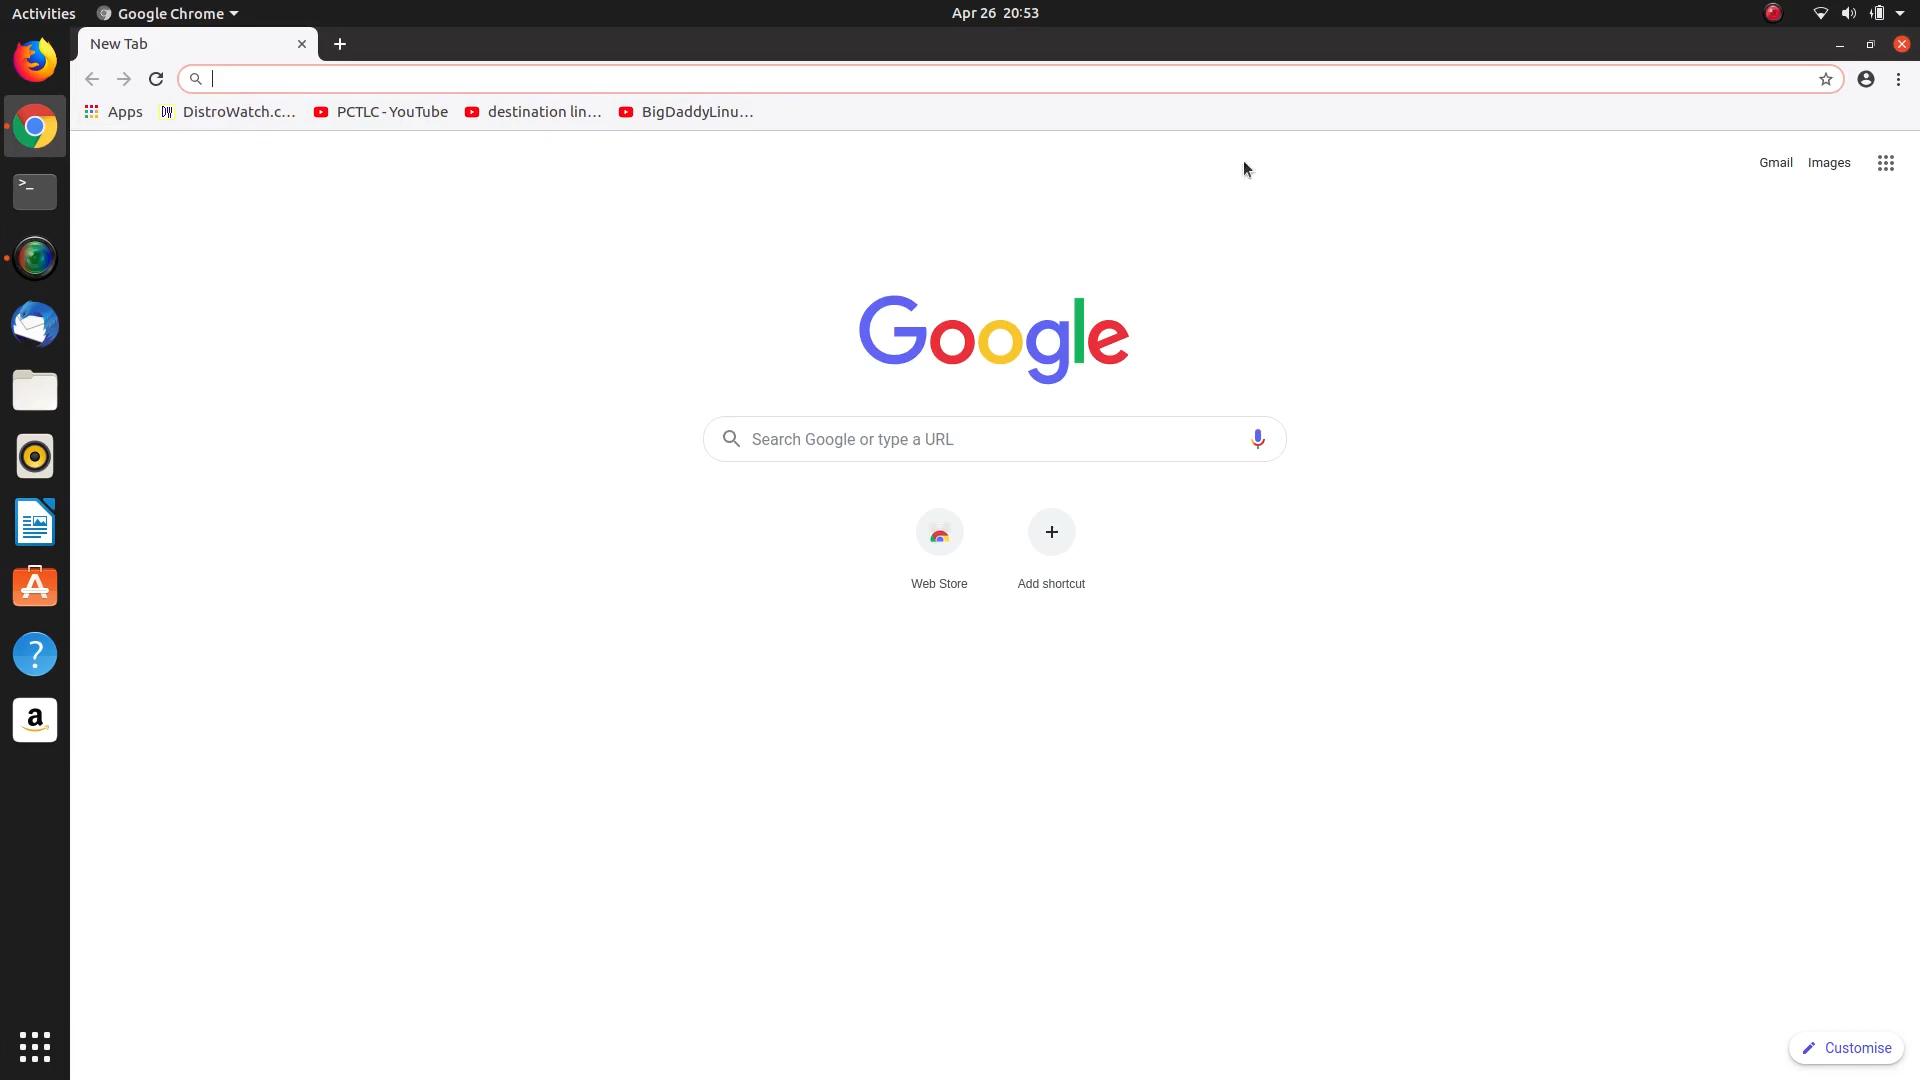 Activities Google Chrome Apr 26 20:53
New Tab
Apps DistroWatch.c... PCTLC - YouTube destination lin... BigDaddyLinu...
Gmail Images
Google
Search Google or type a URL
Web Store Add shortcut
Customise